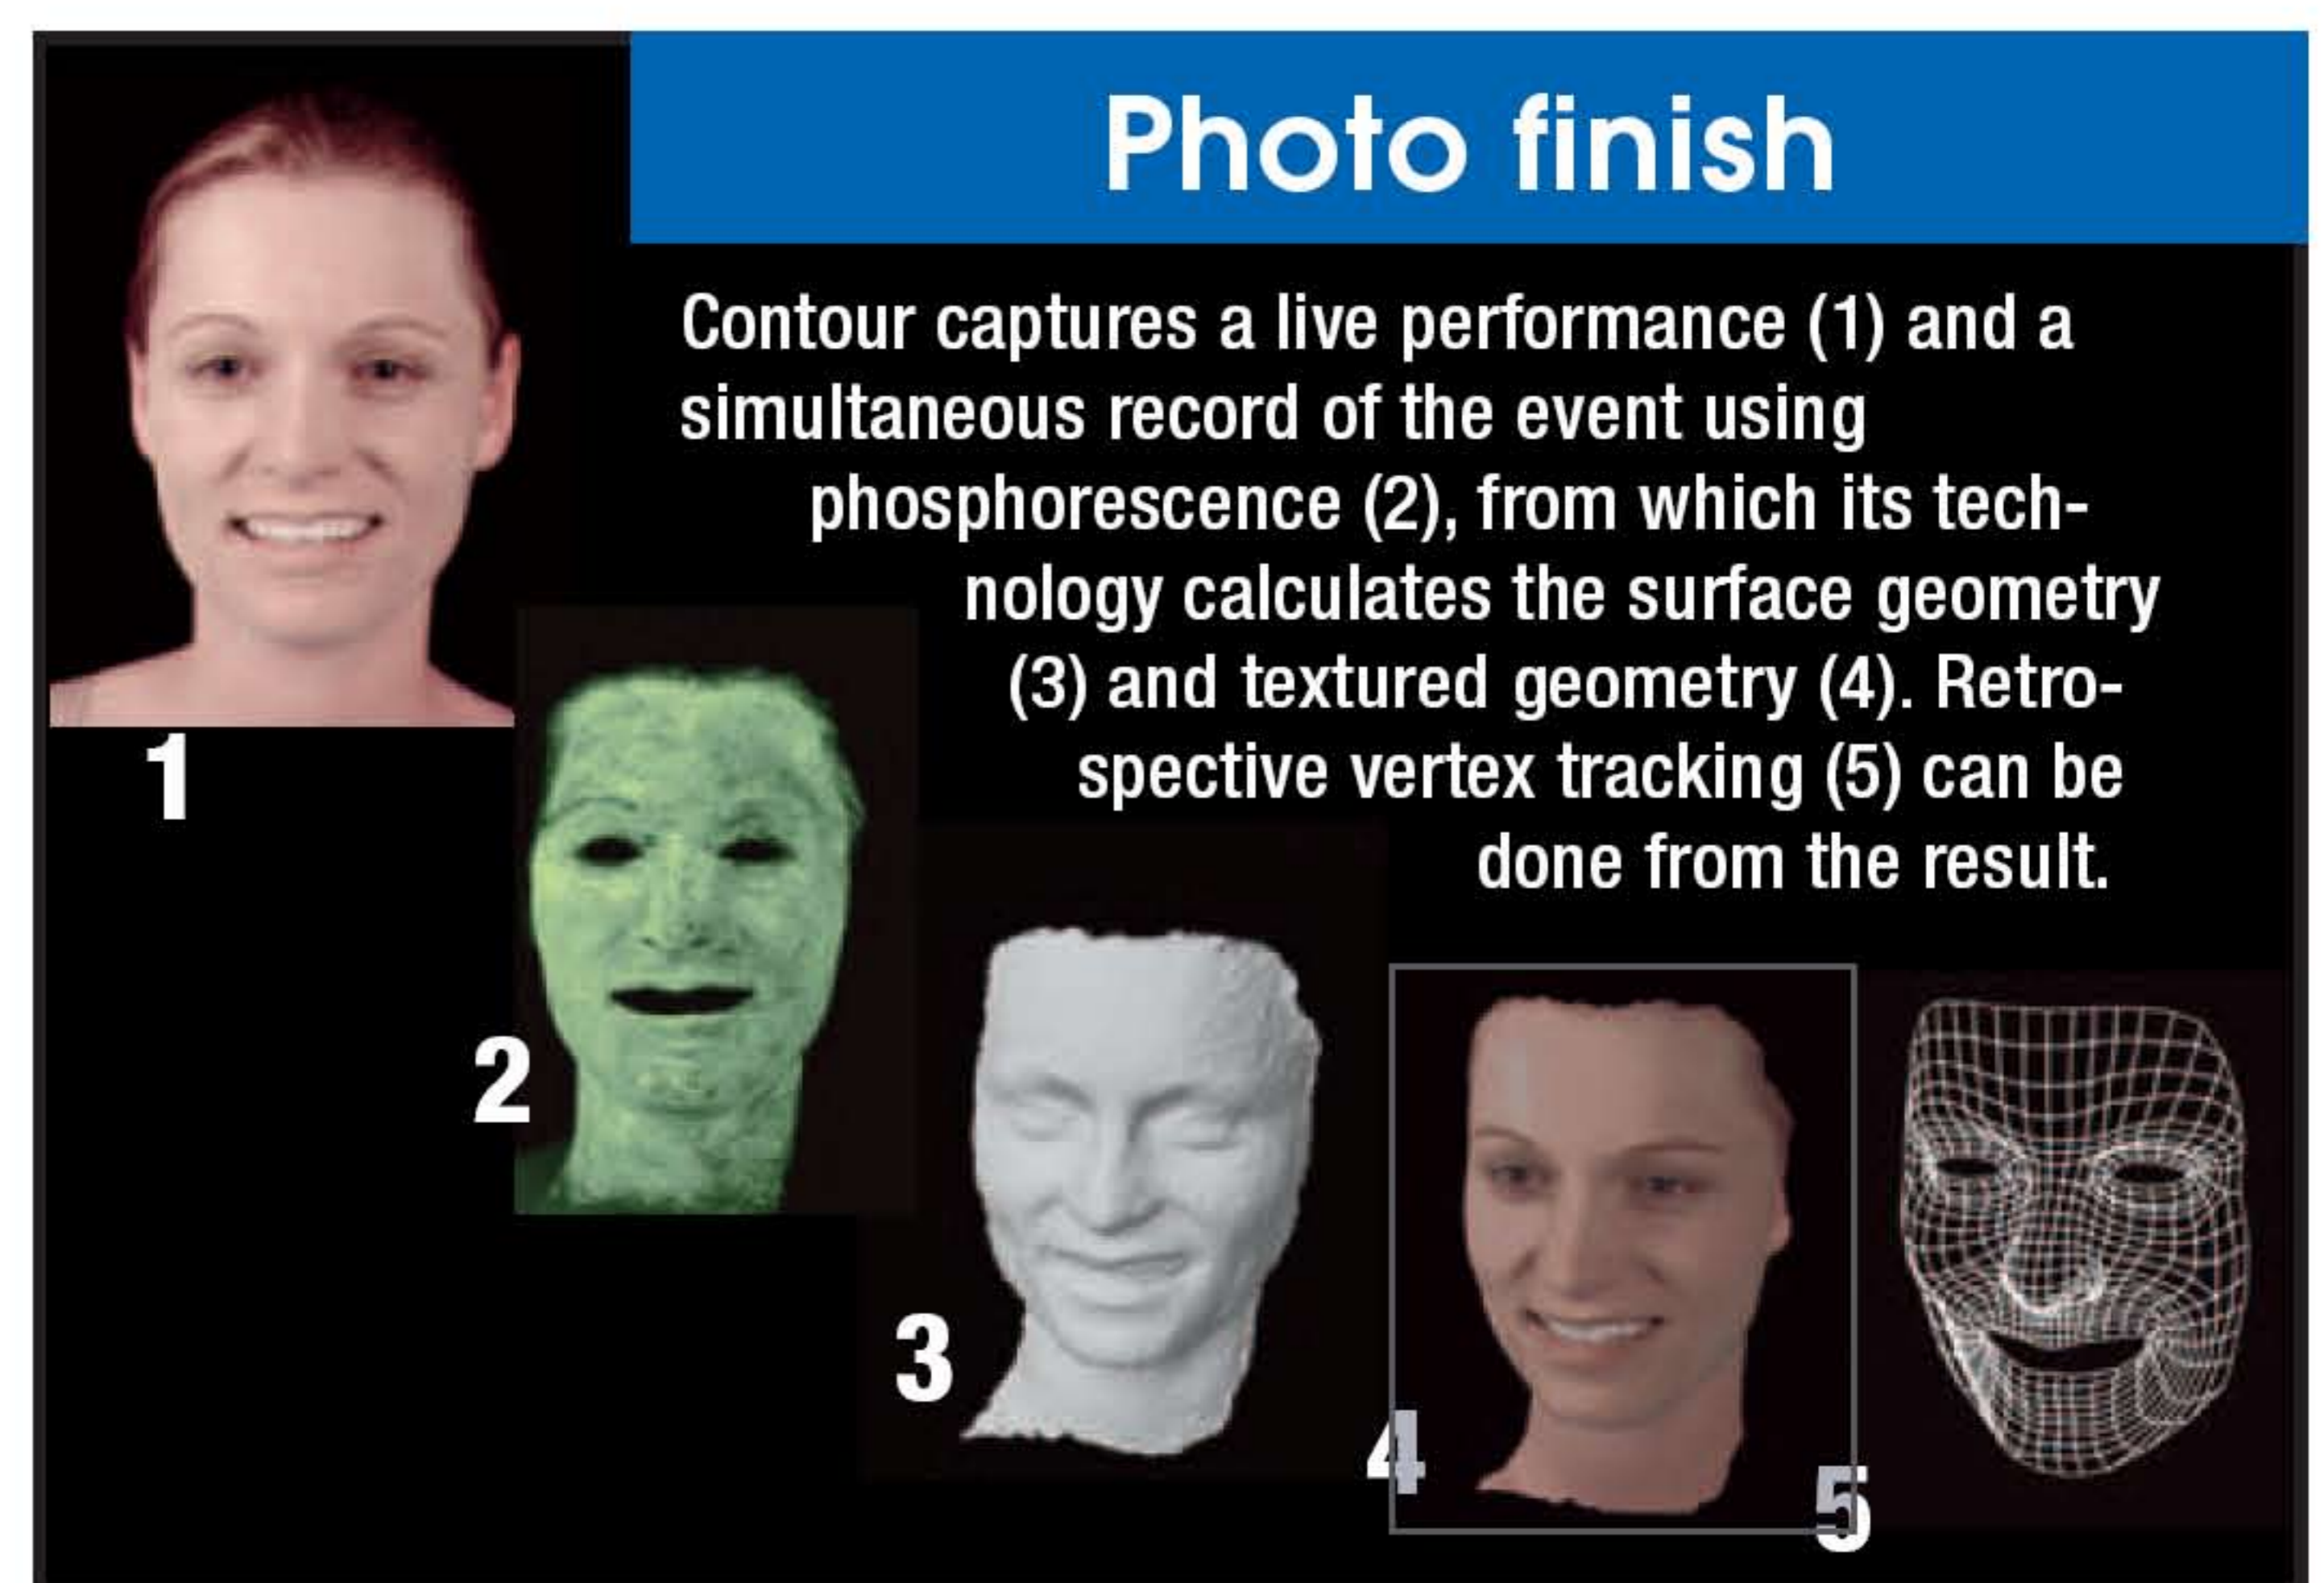 Photo finish
Contour captures a live performance (1) and a
simultaneous record of the event using
phosphorescence (2), from which its tech-
nology calculates the surface geometry
(3) and textured geometry (4). Retro-
spective vertex tracking (5) can be
done from the result.
1
2
3
4
5